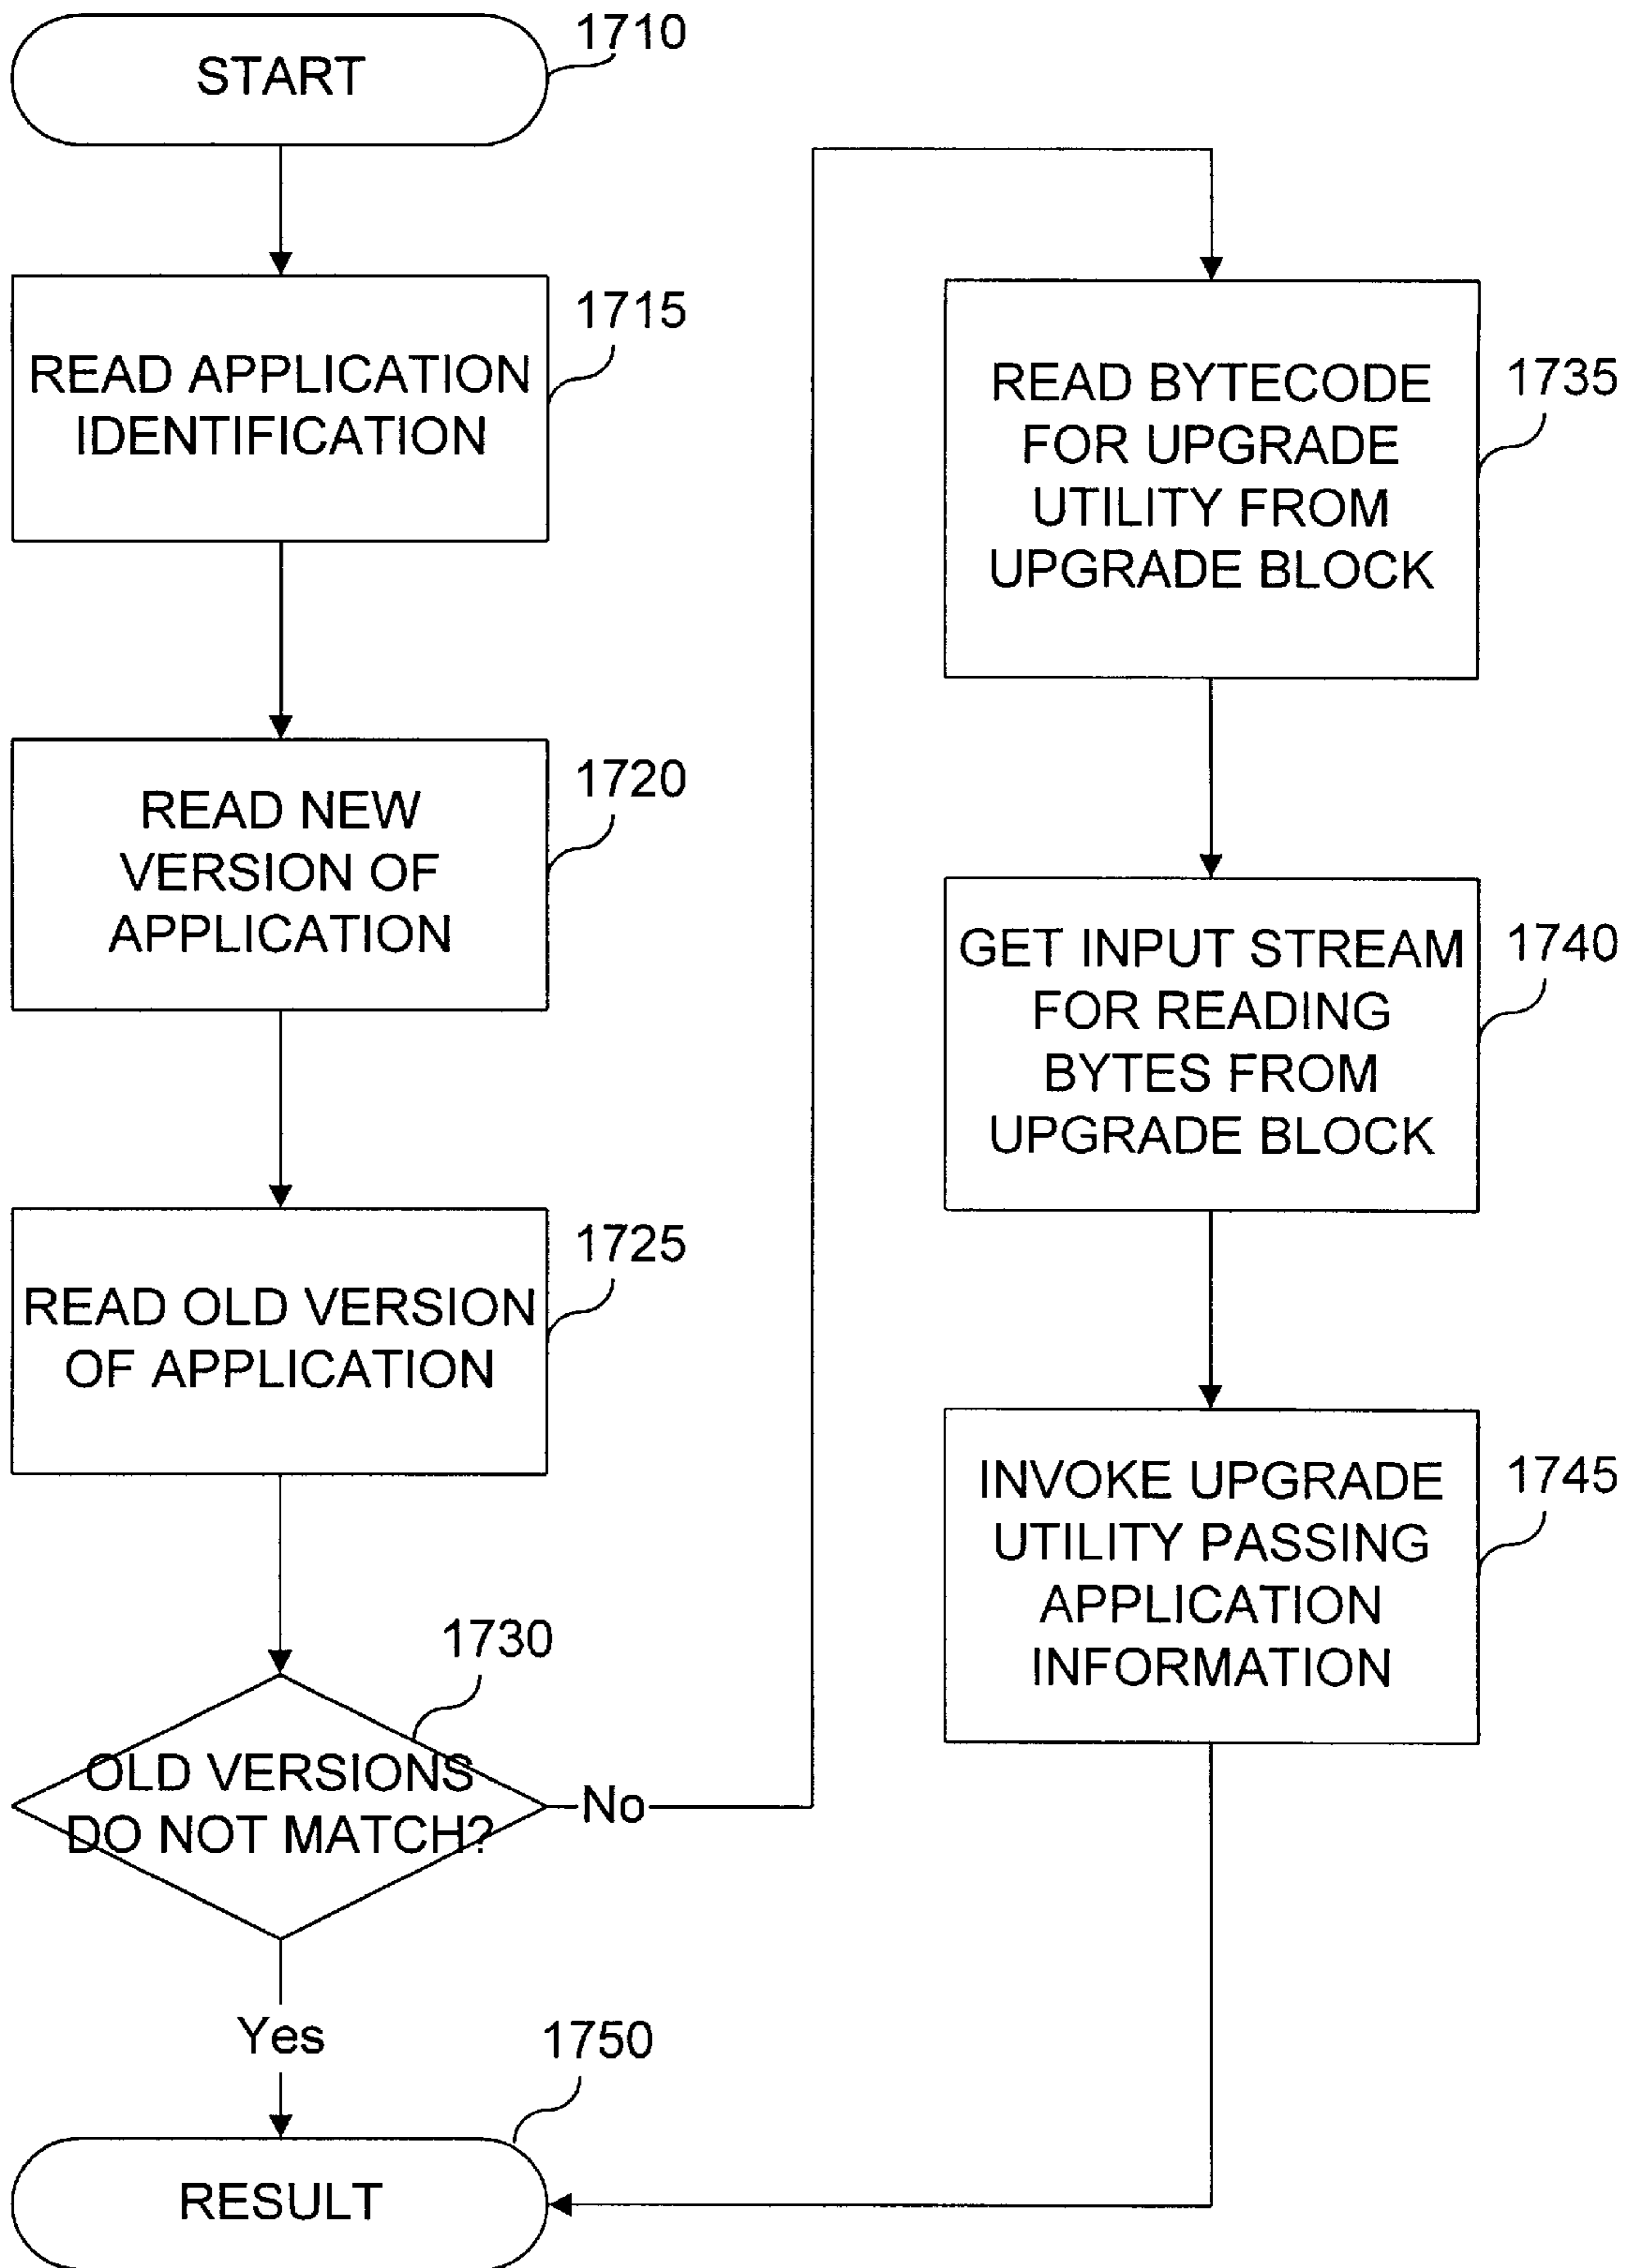 START
1710
READ APPLICATION
IDENTIFICATION
1715
READ NEW
VERSION OF
APPLICATION
1720
READ OLD VERSION
OF APPLICATION
1725
OLD VERSIONS
DO NOT MATCH?
1730
No
Yes
READ BYTECODE
FOR UPGRADE
UTILITY FROM
UPGRADE BLOCK
1735
GET INPUT STREAM
FOR READING
BYTES FROM
UPGRADE BLOCK
1740
INVOKE UPGRADE
UTILITY PASSING
APPLICATION
INFORMATION
1745
RESULT
1750